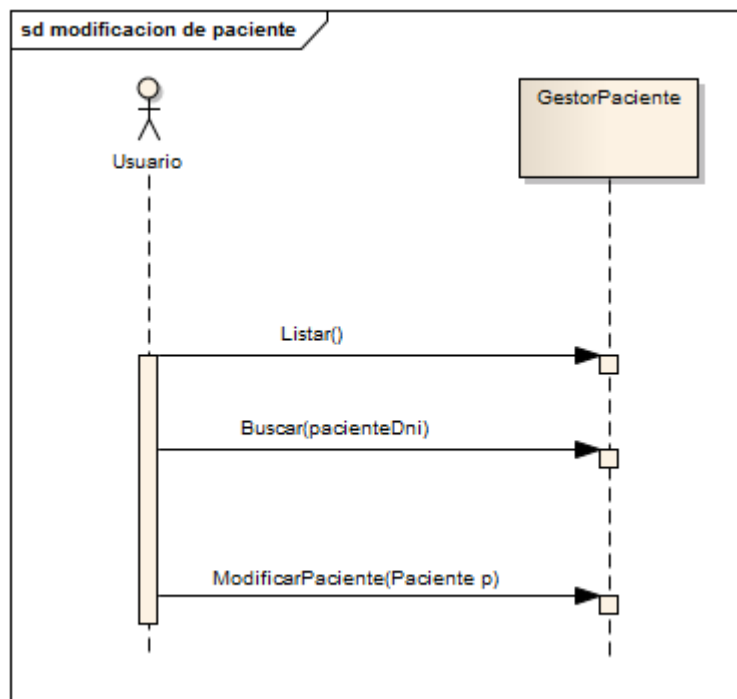 sd modificacion de paciente
Usuario
GestorPaciente
Listar()
Buscar(pacienteDni)
ModificarPaciente(Paciente p)